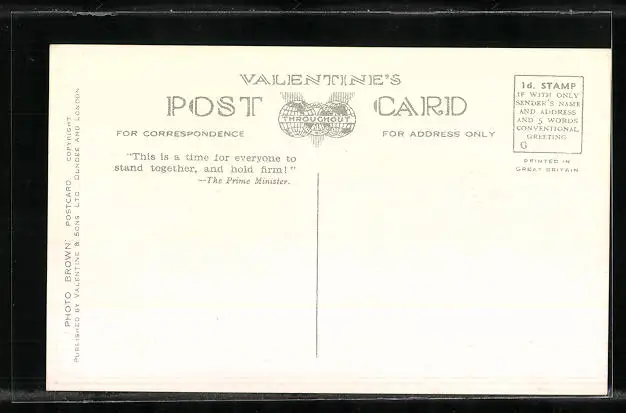 VALENTINE'S
POST CARD
THROUGHOUT
FOR CORRESPONDENCE
FOR ADDRESS ONLY
"This is a time for everyone to
stand together, and hold firm!"
—The Prime Minister.
1d. STAMP
IF WITH ONLY
SENDER'S NAME
AND ADDRESS
AND 5 WORDS
CONVENTIONAL
GREETING
G
PRINTED IN
GREAT BRITAIN
"PHOTO BROWN" POSTCARD COPYRIGHT
PUBLISHED BY VALENTINE & SONS LTD DUNDEE AND LONDON